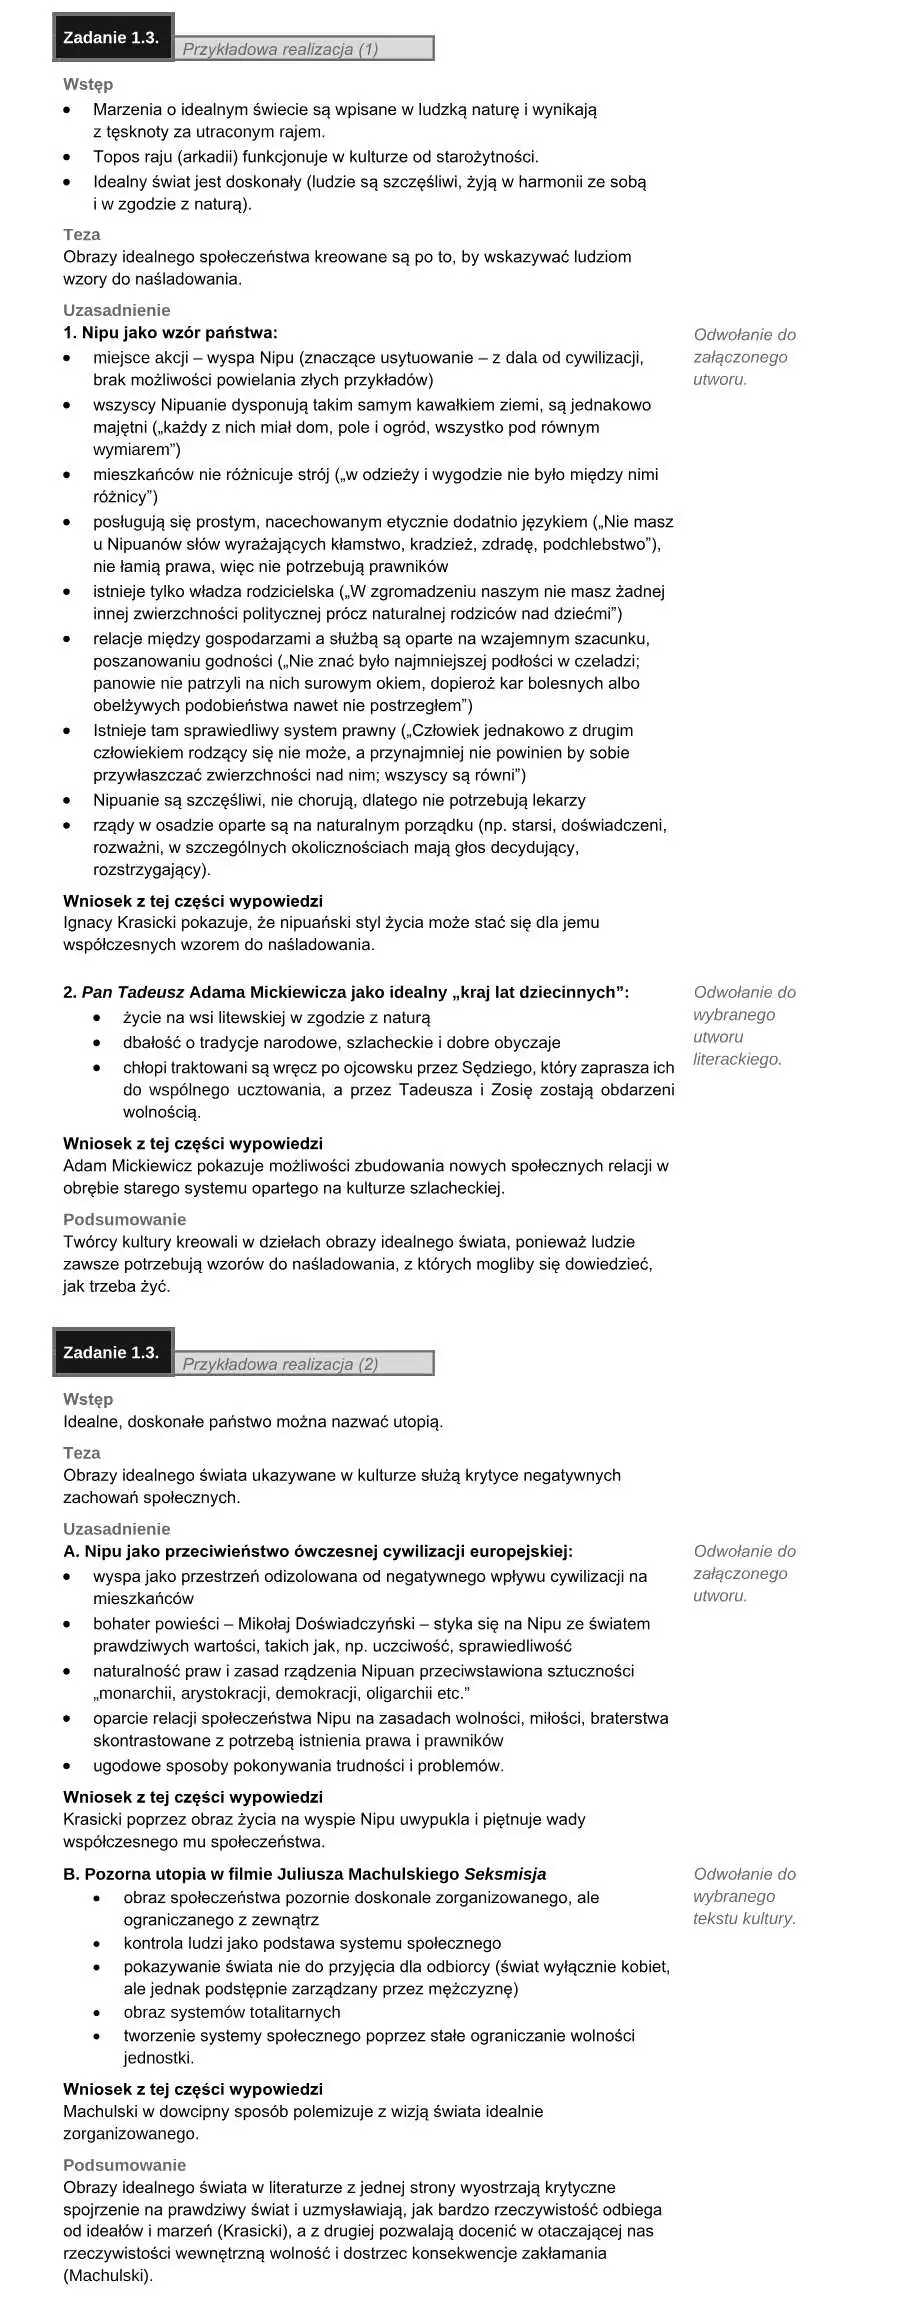 Zadanie 1.3.
Przykładowa realizacja (1)
Wstęp
• Marzenia o idealnym świecie są wpisane w ludzką naturę i wynikają
z tęsknoty za utraconym rajem.
• Topos raju (arkadii) funkcjonuje w kulturze od starożytności.
• Idealny świat jest doskonały (ludzie są szczęśliwi, żyją w harmonii ze sobą
i w zgodzie z naturą).
Teza
Obrazy idealnego społeczeństwa kreowane są po to, by wskazywać ludziom
wzory do naśladowania.
Uzasadnienie
1. Nipu jako wzór państwa:
Odwołanie do
załączonego
utworu.
• miejsce akcji – wyspa Nipu (znaczące usytuowanie – z dala od cywilizacji,
brak możliwości powielania złych przykładów)
• wszyscy Nipuanie dysponują takim samym kawałkiem ziemi, są jednakowo
majętni („każdy z nich miał dom, pole i ogród, wszystko pod równym
wymiarem”)
• mieszkańców nie różnicuje strój („w odzieży i wygodzie nie było między nimi
różnicy”)
• posługują się prostym, nacechowanym etycznie dodatnio językiem („Nie masz
u Nipuanów słów wyrażających kłamstwo, kradzież, zdradę, podchlebstwo”),
nie łamią prawa, więc nie potrzebują prawników
• istnieje tylko władza rodzicielska („W zgromadzeniu naszym nie masz żadnej
innej zwierzchności politycznej prócz naturalnej rodziców nad dziećmi”)
• relacje między gospodarzami a służbą są oparte na wzajemnym szacunku,
poszanowaniu godności („Nie znać było najmniejszej podłości w czeladzi;
panowie nie patrzyli na nich surowym okiem, dopieroż kar bolesnych albo
obelżywych podobieństwa nawet nie postrzegłem”)
• Istnieje tam sprawiedliwy system prawny („Człowiek jednakowo z drugim
człowiekiem rodzący się nie może, a przynajmniej nie powinien by sobie
przywłaszczać zwierzchności nad nim; wszyscy są równi”)
• Nipuanie są szczęśliwi, nie chorują, dlatego nie potrzebują lekarzy
• rządy w osadzie oparte są na naturalnym porządku (np. starsi, doświadczeni,
rozważni, w szczególnych okolicznościach mają głos decydujący,
rozstrzygający).
Wniosek z tej części wypowiedzi
Ignacy Krasicki pokazuje, że nipuański styl życia może stać się dla jemu
współczesnych wzorem do naśladowania.
2. Pan Tadeusz Adama Mickiewicza jako idealny „kraj lat dziecinnych”:
Odwołanie do
wybranego
utworu
literackiego.
• życie na wsi litewskiej w zgodzie z naturą
• dbałość o tradycje narodowe, szlacheckie i dobre obyczaje
• chłopi traktowani są wręcz po ojcowsku przez Sędziego, który zaprasza ich
do wspólnego ucztowania, a przez Tadeusza i Zosię zostają obdarzeni
wolnością.
Wniosek z tej części wypowiedzi
Adam Mickiewicz pokazuje możliwości zbudowania nowych społecznych relacji w
obrębie starego systemu opartego na kulturze szlacheckiej.
Podsumowanie
Twórcy kultury kreowali w dziełach obrazy idealnego świata, ponieważ ludzie
zawsze potrzebują wzorów do naśladowania, z których mogliby się dowiedzieć,
jak trzeba żyć.
Zadanie 1.3.
Przykładowa realizacja (2)
Wstęp
Idealne, doskonałe państwo można nazwać utopią.
Teza
Obrazy idealnego świata ukazywane w kulturze służą krytyce negatywnych
zachowań społecznych.
Uzasadnienie
A. Nipu jako przeciwieństwo ówczesnej cywilizacji europejskiej:
Odwołanie do
załączonego
utworu.
• wyspa jako przestrzeń odizolowana od negatywnego wpływu cywilizacji na
mieszkańców
• bohater powieści – Mikołaj Doświadczyński – styka się na Nipu ze światem
prawdziwych wartości, takich jak, np. uczciwość, sprawiedliwość
• naturalność praw i zasad rządzenia Nipuan przeciwstawiona sztuczności
„monarchii, arystokracji, demokracji, oligarchii etc.”
• oparcie relacji społeczeństwa Nipu na zasadach wolności, miłości, braterstwa
skontrastowane z potrzebą istnienia prawa i prawników
• ugodowe sposoby pokonywania trudności i problemów.
Wniosek z tej części wypowiedzi
Krasicki poprzez obraz życia na wyspie Nipu uwypukla i piętnuje wady
współczesnego mu społeczeństwa.
B. Pozorna utopia w filmie Juliusza Machulskiego Seksmisja
Odwołanie do
wybranego
tekstu kultury.
• obraz społeczeństwa pozornie doskonale zorganizowanego, ale
ograniczanego z zewnątrz
• kontrola ludzi jako podstawa systemu społecznego
• pokazywanie świata nie do przyjęcia dla odbiorcy (świat wyłącznie kobiet,
ale jednak podstępnie zarządzany przez mężczyznę)
• obraz systemów totalitarnych
• tworzenie systemy społecznego poprzez stałe ograniczanie wolności
jednostki.
Wniosek z tej części wypowiedzi
Machulski w dowcipny sposób polemizuje z wizją świata idealnie
zorganizowanego.
Podsumowanie
Obrazy idealnego świata w literaturze z jednej strony wyostrzają krytyczne
spojrzenie na prawdziwy świat i uzmysławiają, jak bardzo rzeczywistość odbiega
od ideałów i marzeń (Krasicki), a z drugiej pozwalają docenić w otaczającej nas
rzeczywistości wewnętrzną wolność i dostrzec konsekwencje zakłamania
(Machulski).